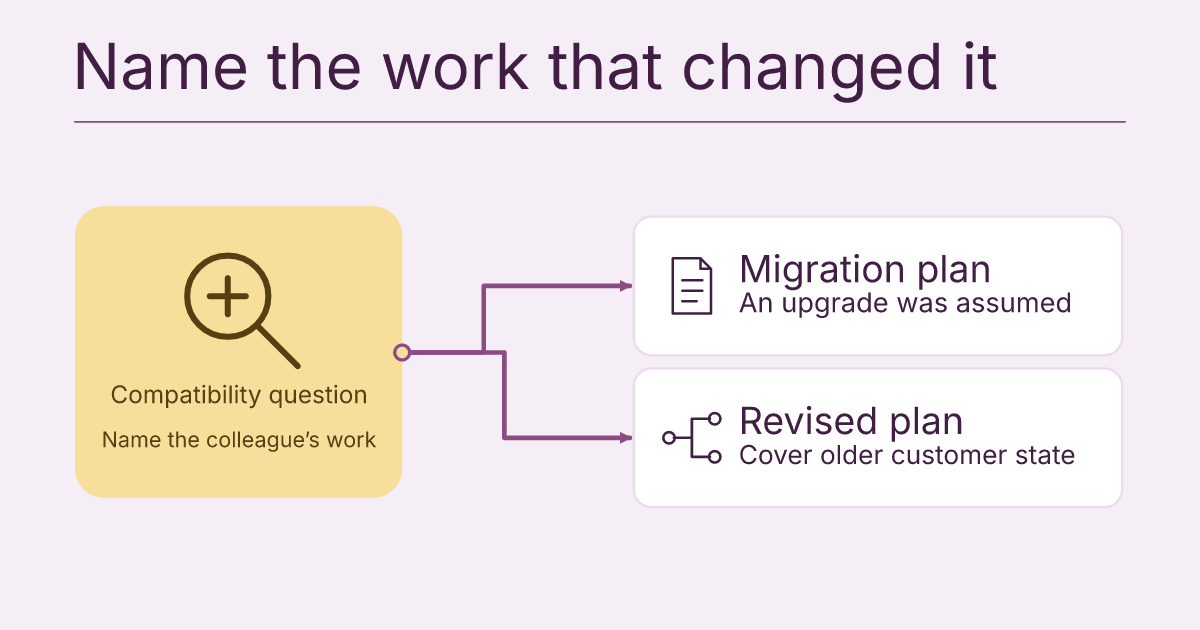 Name the work that changed it
Compatibility question
Name the colleague’s work
Migration plan
An upgrade was assumed
Revised plan
Cover older customer state